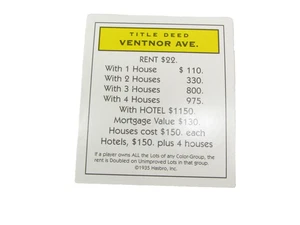 TITLE DEED
VENTNOR AVE.
RENT $22.
With 1 House $ 110.
With 2 Houses 330.
With 3 Houses 800.
With 4 Houses 975.
With HOTEL $1150.
Mortgage Value $130.
Houses cost $150. each
Hotels, $150. plus 4 houses
If a player owns ALL the Lots of any Color-Group, the
rent is Doubled on Unimproved Lots in that group.
©1935 Hasbro, Inc.